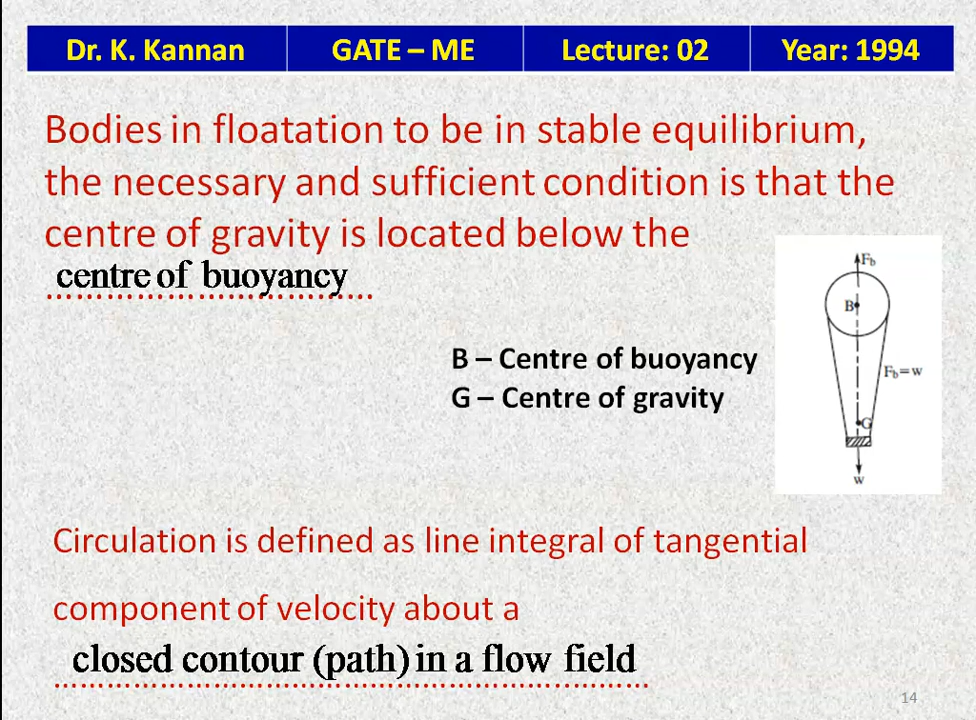 Dr. K. Kannan GATE – ME Lecture: 02 Year: 1994
Bodies in floatation to be in stable equilibrium,
the necessary and sufficient condition is that the
centre of gravity is located below the
centre of buoyancy
B – Centre of buoyancy
G – Centre of gravity
Fb
B
Fb=w
G
w
Circulation is defined as line integral of tangential
component of velocity about a
closed contour (path) in a flow field
14